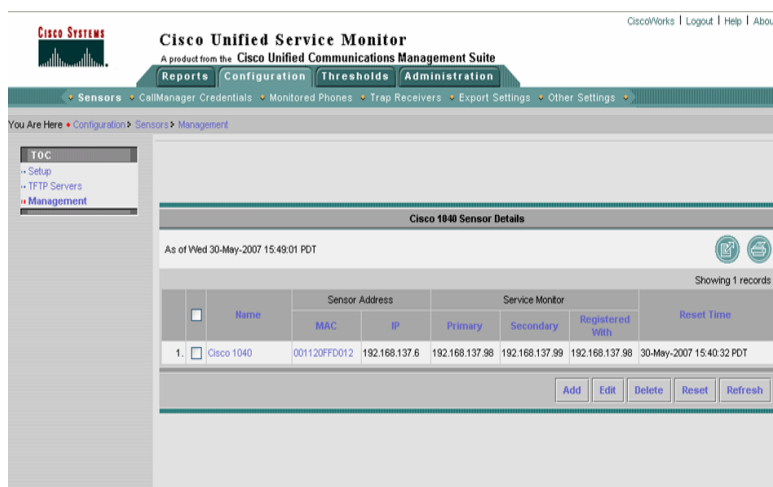 CiscoWorks | Logout | Help | Abou
CISCO SYSTEMS
Cisco Unified Service Monitor
A product from the Cisco Unified Communications Management Suite
Reports Configuration Thresholds Administration
Sensors CallManager Credentials Monitored Phones Trap Receivers Export Settings Other Settings
You Are Here Configuration > Sensors > Management
TOC
Setup
TFTP Servers
Management
Cisco 1040 Sensor Details
As of Wed 30-May-2007 15:49:01 PDT
Showing 1 records
Name Sensor Address Service Monitor Reset Time
MAC IP Primary Secondary Registered With
1. Cisco 1040 001120FFD012 192.168.137.6 192.168.137.98 192.168.137.99 192.168.137.98 30-May-2007 15:40:32 PDT
Add Edit Delete Reset Refresh